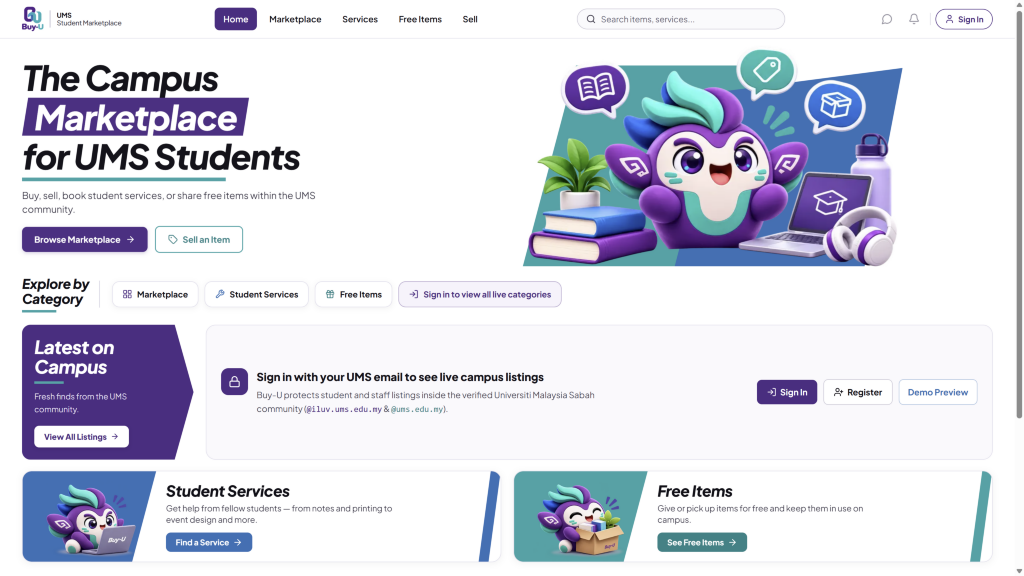 Buy-U
UMS
Student Marketplace
Home
Marketplace
Services
Free Items
Sell
Search items, services...
Sign In
The Campus
Marketplace
for UMS Students
Buy, sell, book student services, or share free items within the UMS
community.
Browse Marketplace
Sell an Item
Explore by
Category
Marketplace
Student Services
Free Items
Sign in to view all live categories
Latest on
Campus
Fresh finds from the UMS
community.
View All Listings
Sign in with your UMS email to see live campus listings
Buy-U protects student and staff listings inside the verified Universiti Malaysia Sabah
community (@iluv.ums.edu.my & @ums.edu.my).
Sign In
Register
Demo Preview
Buy-U
Student Services
Get help from fellow students — from notes and printing to
event design and more.
Find a Service
Buy-U
Free Items
Give or pick up items for free and keep them in use on
campus.
See Free Items